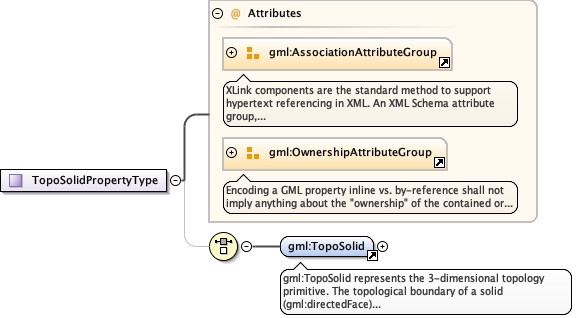 Attributes
gml:AssociationAttributeGroup
XLink components are the standard method to support
hypertext referencing in XML. An XML Schema attribute
group,...
gml:OwnershipAttributeGroup
Encoding a GML property inline vs. by-reference shall not
imply anything about the "ownership" of the contained or...
TopoSolidPropertyType
gml:TopoSolid
gml:TopoSolid represents the 3-dimensional topology
primitive. The topological boundary of a solid
(gml:directedFace)...